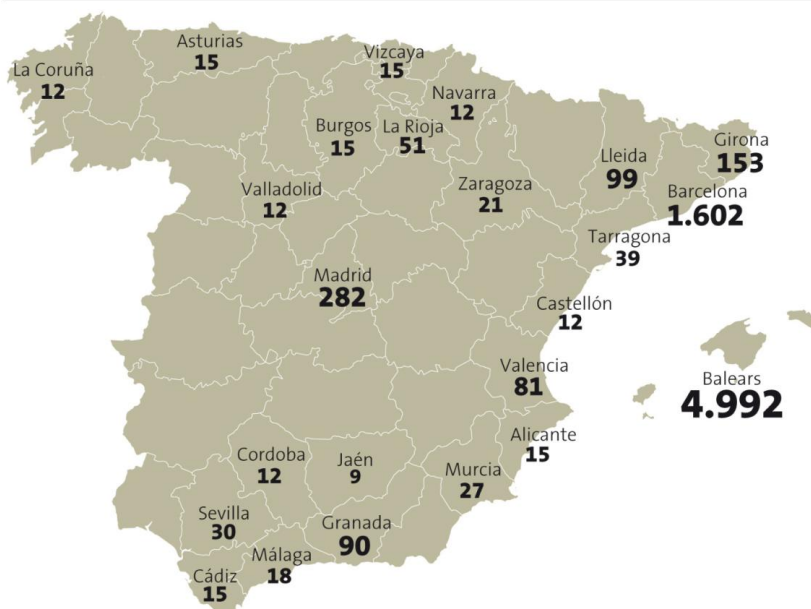 Asturias
15
Vizcaya
15
La Coruña
12
Navarra
12
Burgos
15
La Rioja
51
Girona
153
Lleida
99
Valladolid
12
Zaragoza
21
Barcelona
1.602
Tarragona
39
Madrid
282
Castellón
12
Valencia
81
Balears
4.992
Alicante
15
Cordoba
12
Jaén
9
Murcia
27
Sevilla
30
Granada
90
Málaga
18
Cádiz
15